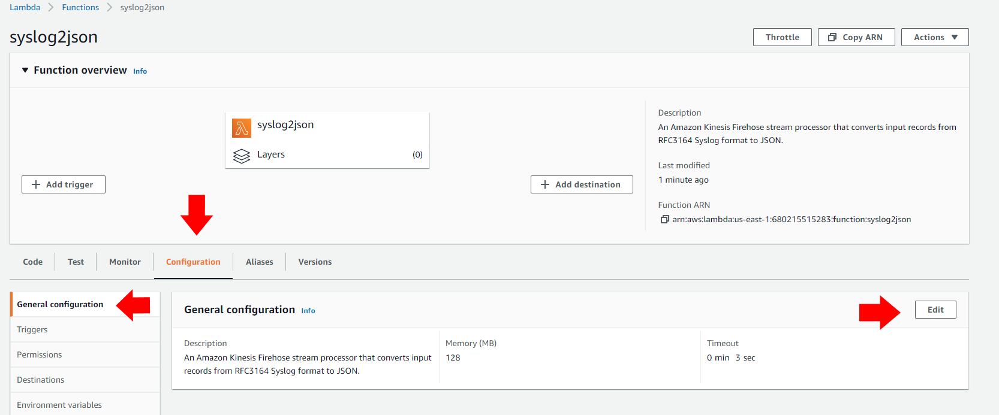 Lambda > Functions > syslog2json
syslog2json
Throttle
Copy ARN
Actions ▼
▼ Function overview Info
syslog2json
Layers (0)
+ Add trigger
+ Add destination
Description
An Amazon Kinesis Firehose stream processor that converts input records from
RFC3164 Syslog format to JSON.
Last modified
1 minute ago
Function ARN
arn:aws:lambda:us-east-1:680215515283:function:syslog2json
Code
Test
Monitor
Configuration
Aliases
Versions
General configuration
Triggers
Permissions
Destinations
Environment variables
General configuration Info
Edit
Description
An Amazon Kinesis Firehose stream processor that converts input
records from RFC3164 Syslog format to JSON.
Memory (MB)
128
Timeout
0 min 3 sec